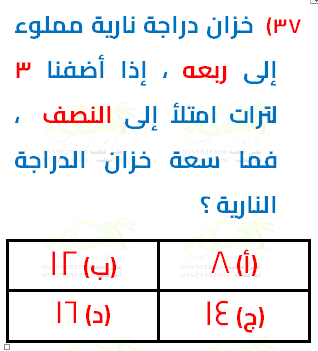 ٣٧) خزان دراجة نارية مملوء
إلى ربعه ، إذا أضفنا ٣
لترات امتلأ إلى النصف ،
فما سعة خزان الدراجة
النارية ؟
(أ) ٨ (ب) ١٢
(ج) ١٤ (د) ١٦